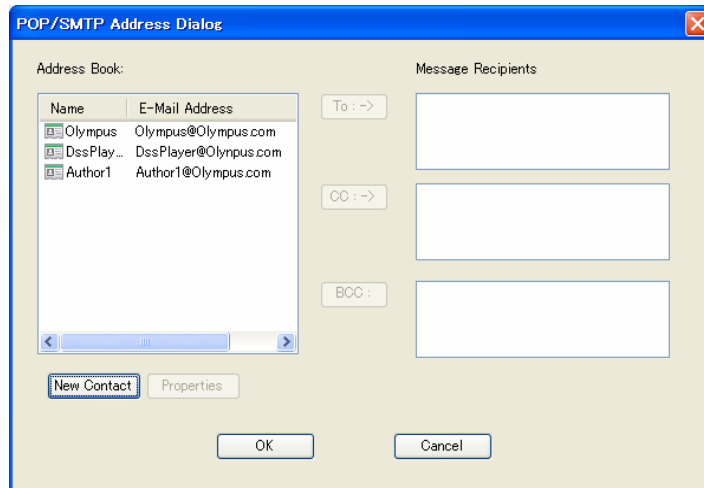 POP/SMTP Address Dialog
Address Book:
Message Recipients
Name E-Mail Address
Olympus Olympus@Olympus.com
DssPlay... DssPlayer@Olynpus.com
Author1 Author1@Olympus.com
To : ->
CC : ->
BCC :
New Contact Properties
OK Cancel